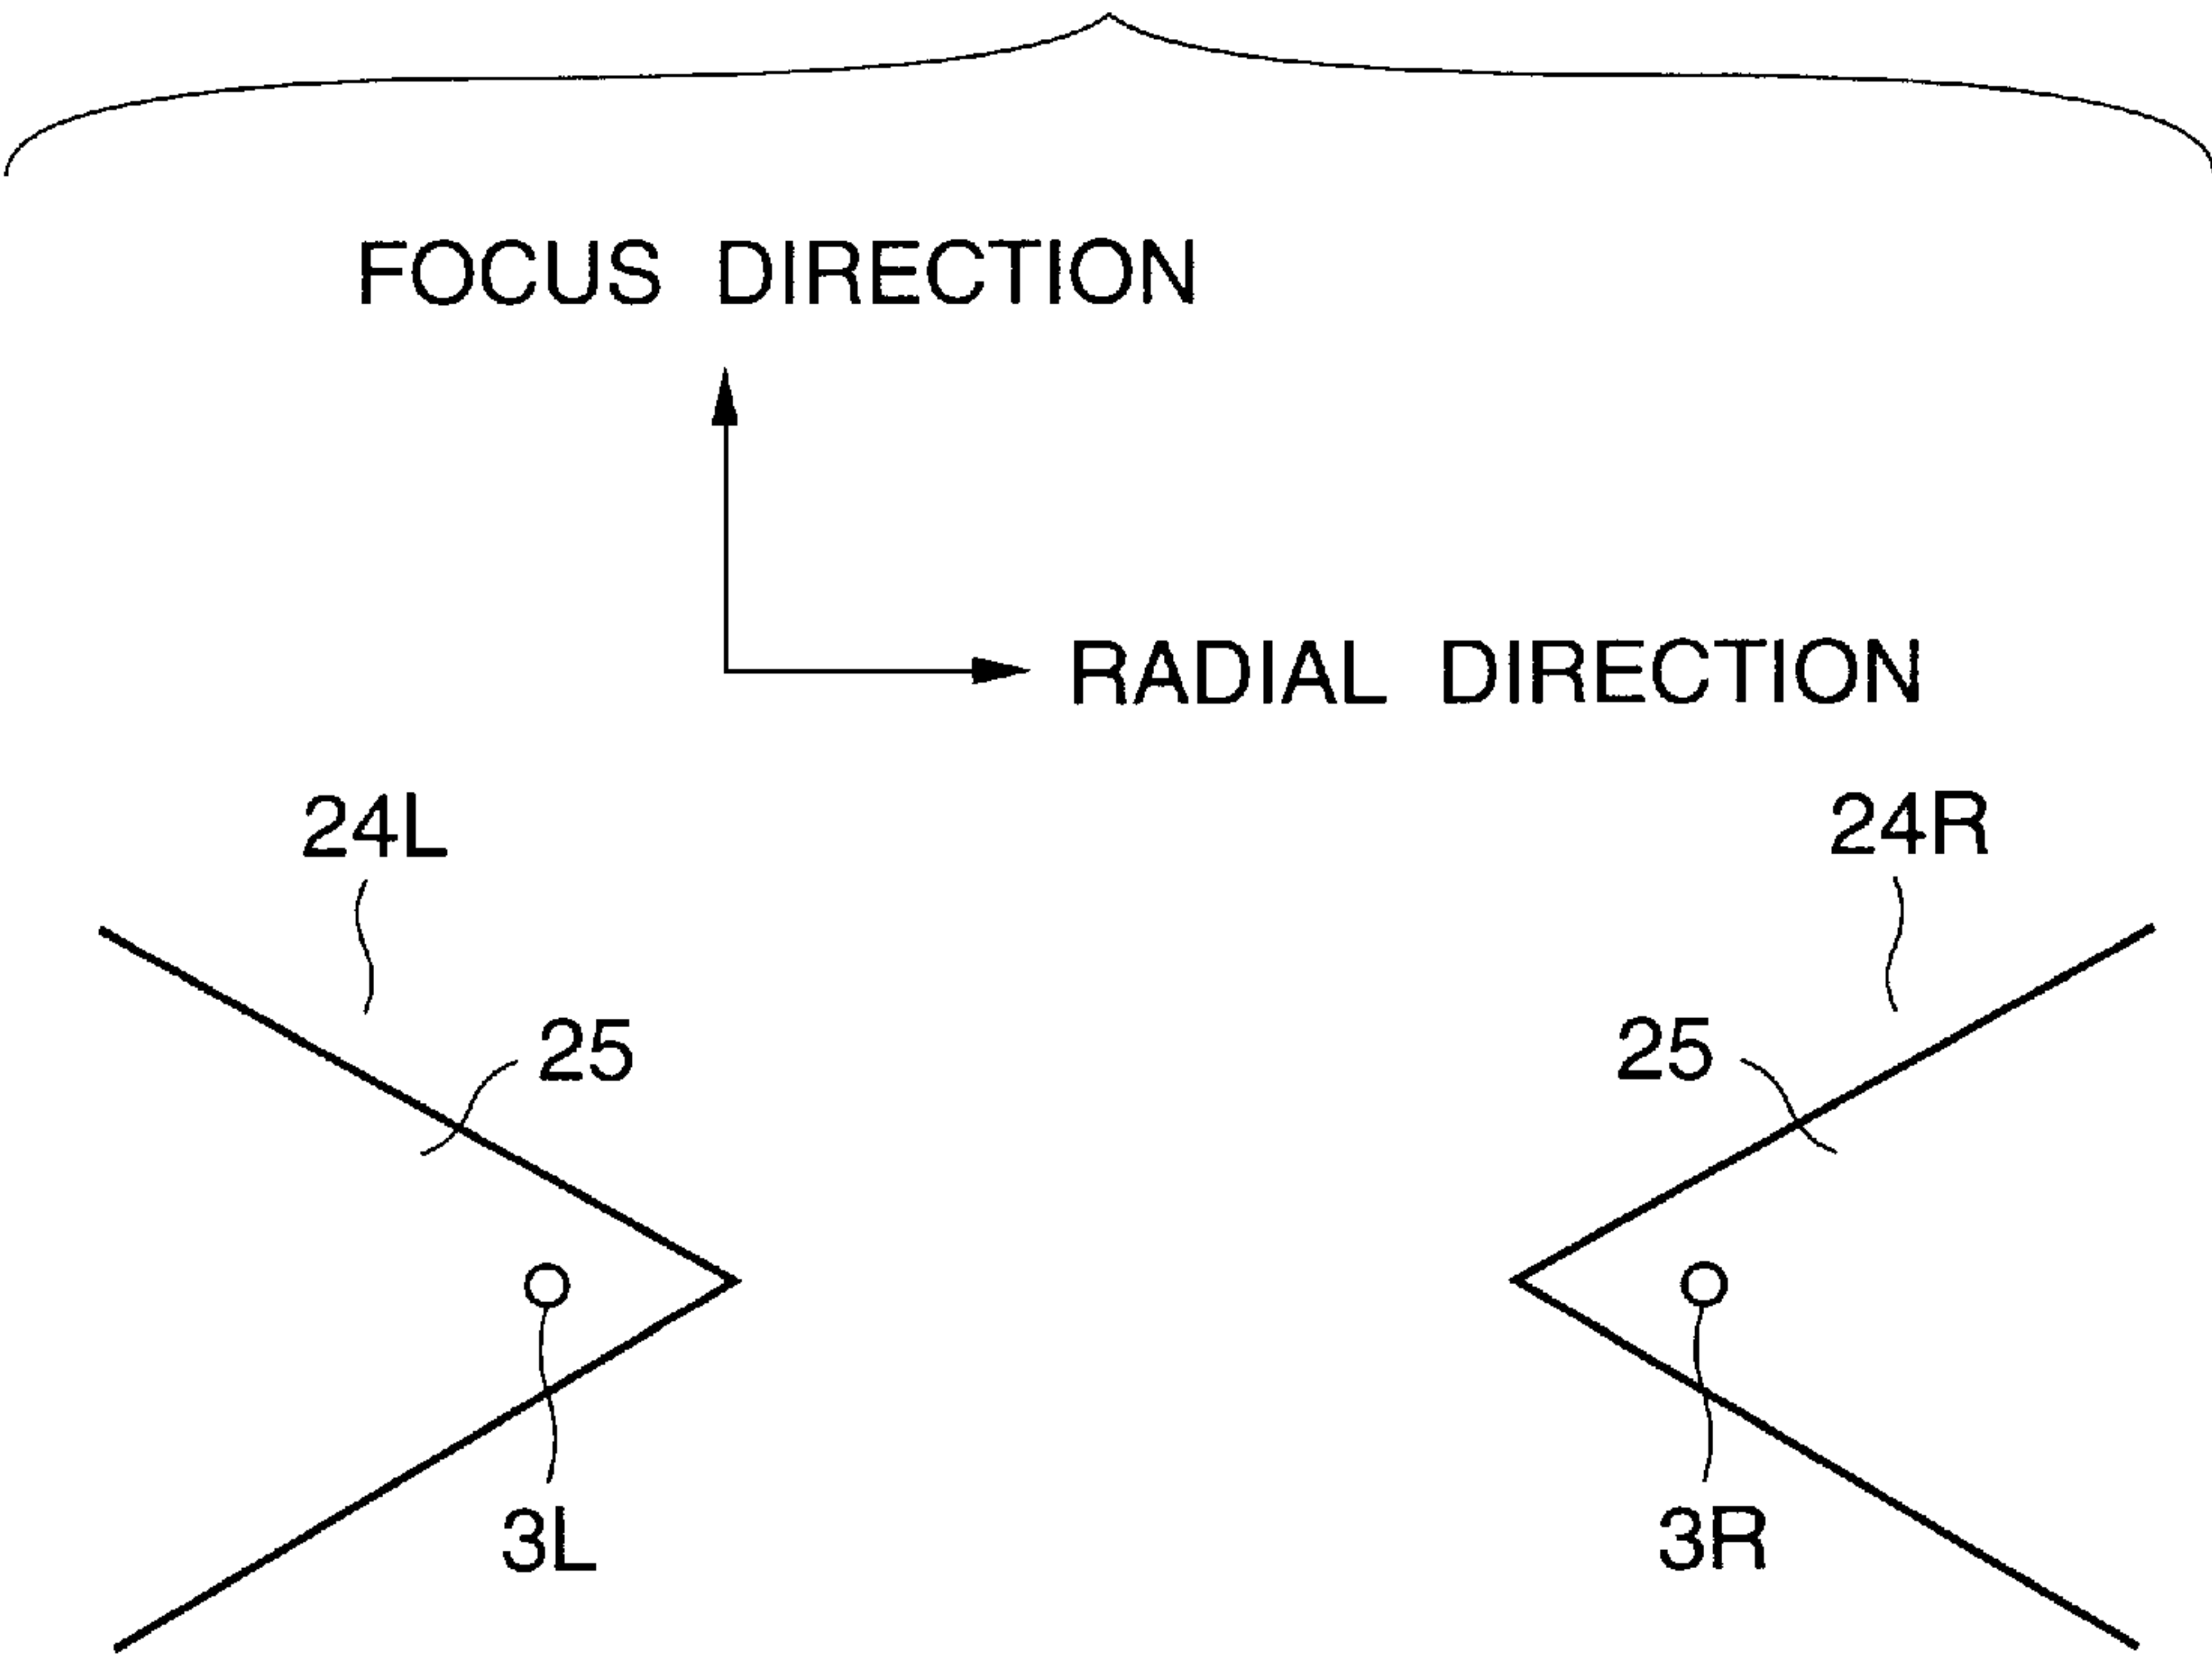 FOCUS DIRECTION
RADIAL DIRECTION
24L
24R
25
25
3L
3R